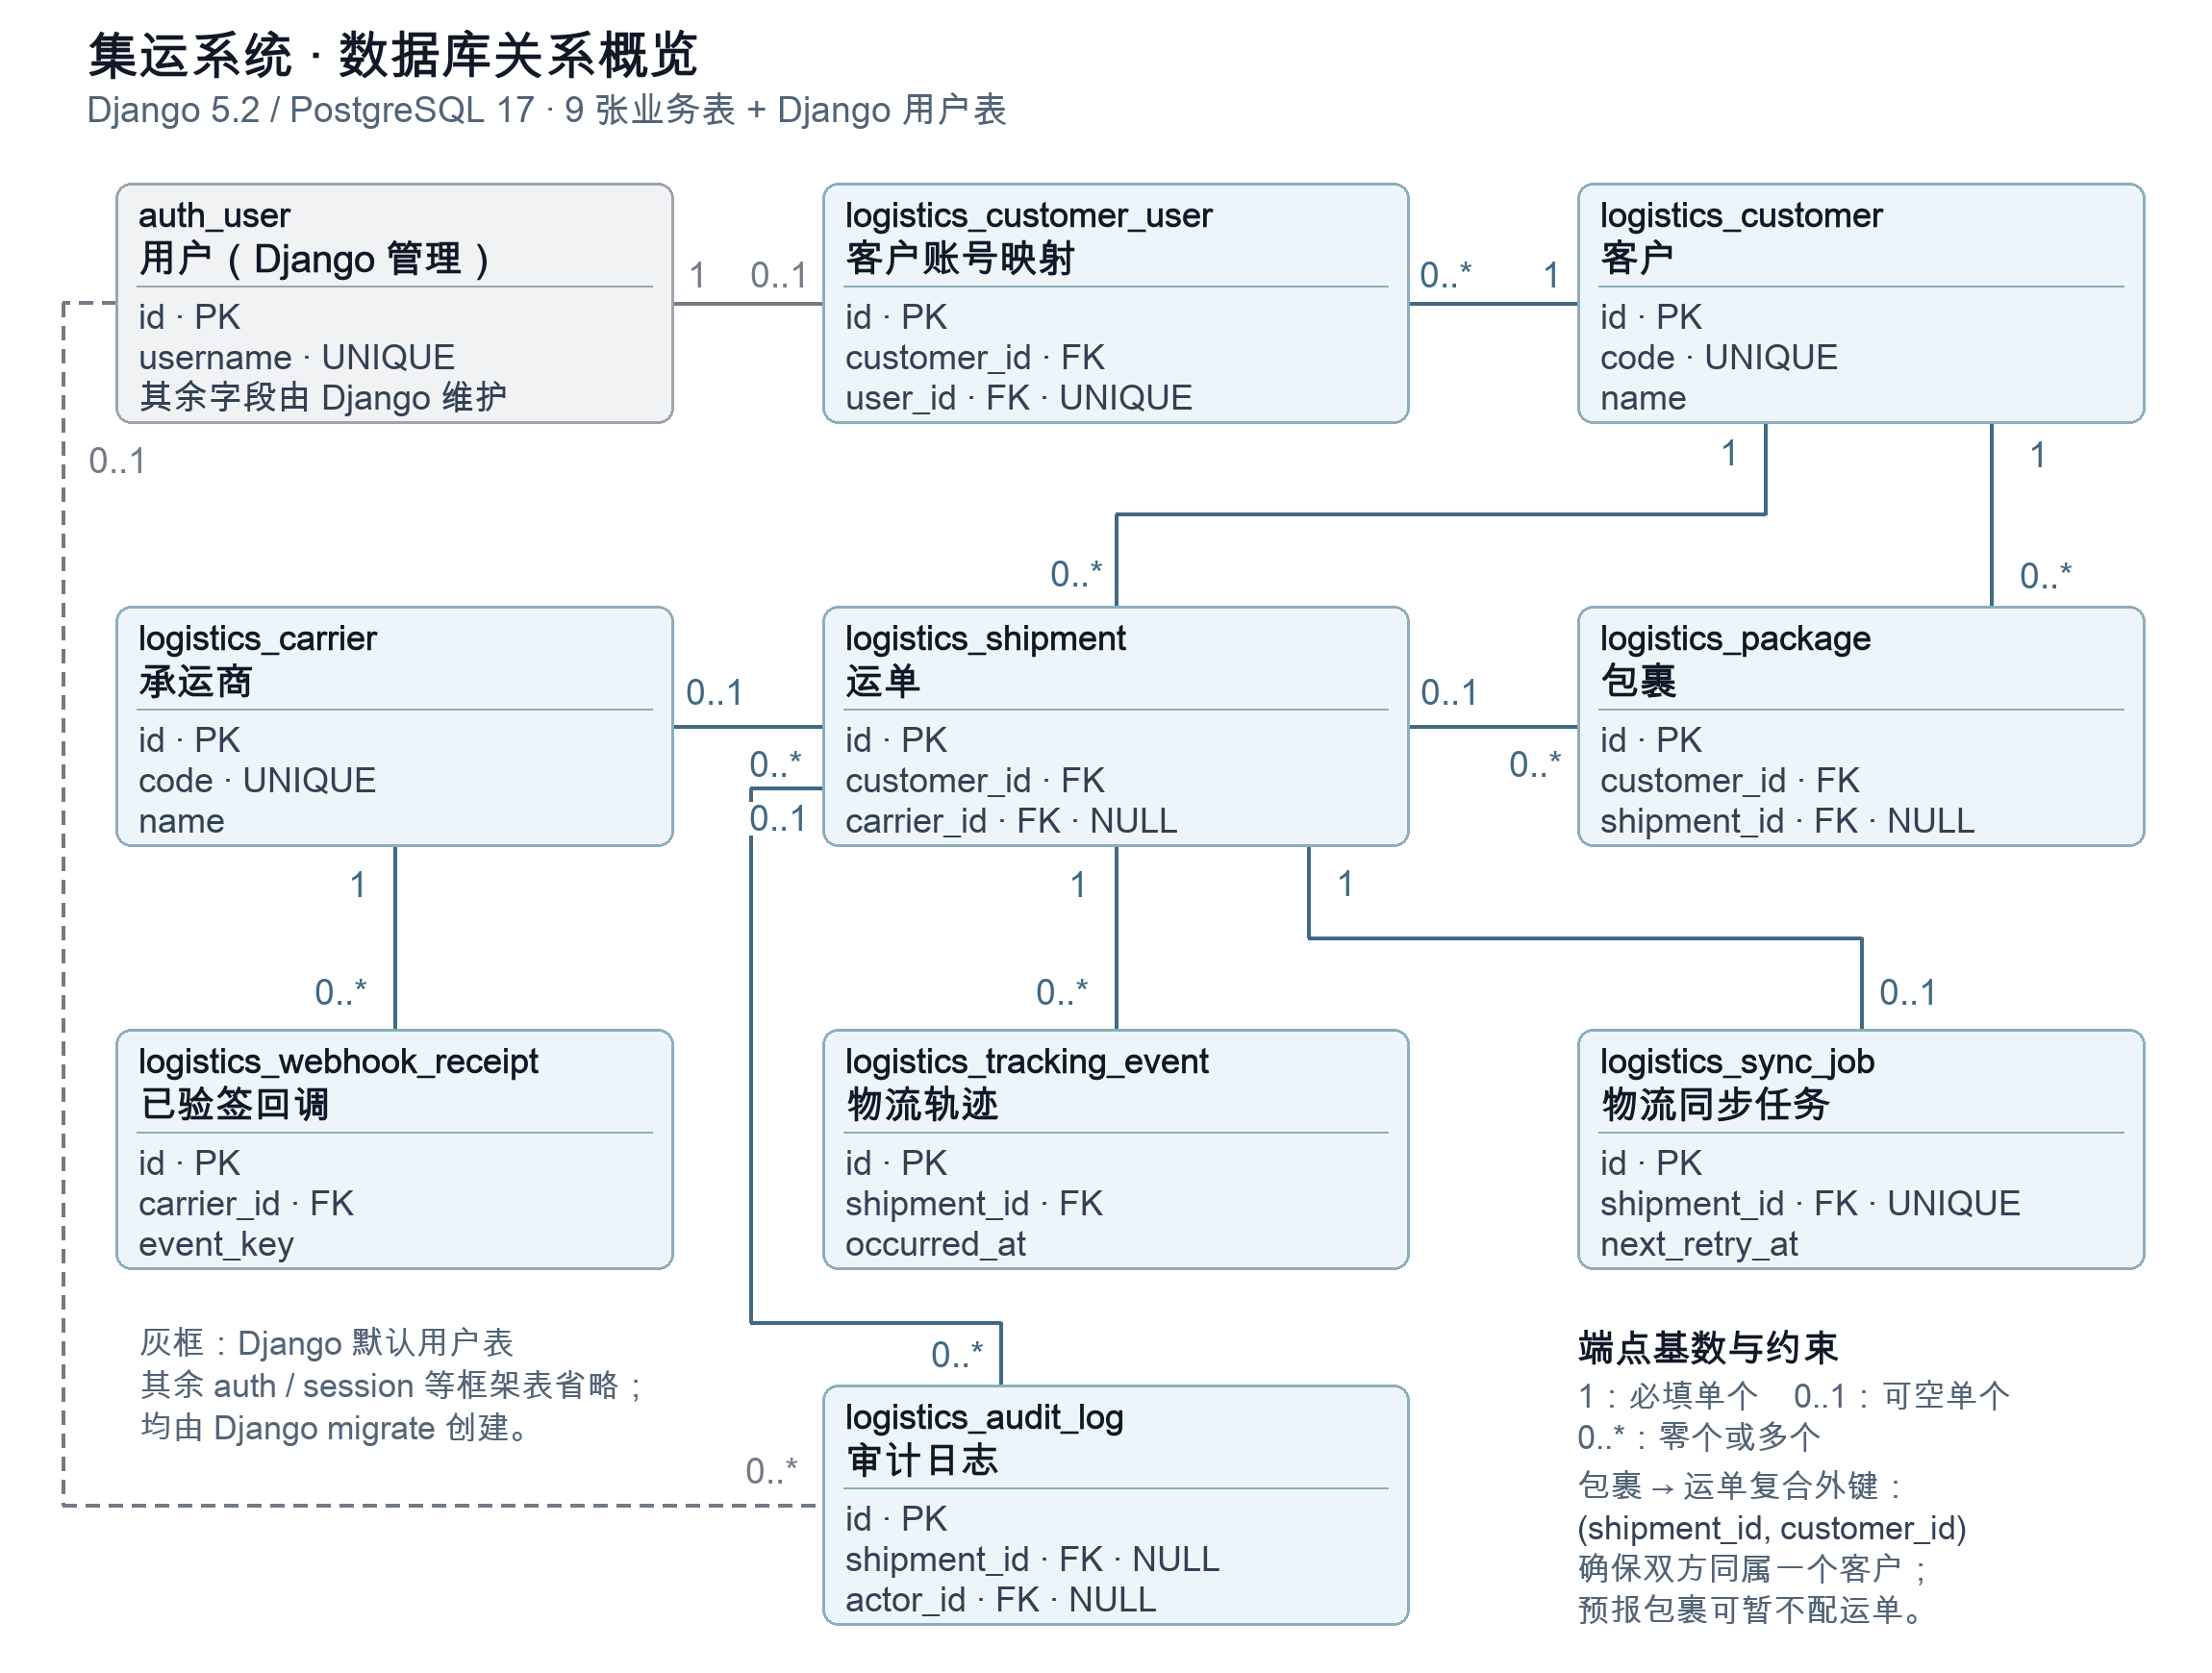 集运系统 · 数据库关系概览
Django 5.2 / PostgreSQL 17 · 9 张业务表 + Django 用户表
auth_user
用户（Django 管理）
id · PK
username · UNIQUE
其余字段由 Django 维护
1
0..1
logistics_customer_user
客户账号映射
id · PK
customer_id · FK
user_id · FK · UNIQUE
0..*
1
logistics_customer
客户
id · PK
code · UNIQUE
name
0..1
1
1
0..*
0..*
logistics_carrier
承运商
id · PK
code · UNIQUE
name
0..1
0..*
0..1
logistics_shipment
运单
id · PK
customer_id · FK
carrier_id · FK · NULL
0..1
0..*
logistics_package
包裹
id · PK
customer_id · FK
shipment_id · FK · NULL
1
1
1
0..*
0..*
0..1
logistics_webhook_receipt
已验签回调
id · PK
carrier_id · FK
event_key
logistics_tracking_event
物流轨迹
id · PK
shipment_id · FK
occurred_at
logistics_sync_job
物流同步任务
id · PK
shipment_id · FK · UNIQUE
next_retry_at
灰框：Django 默认用户表
其余 auth / session 等框架表省略；
均由 Django migrate 创建。
0..*
0..*
logistics_audit_log
审计日志
id · PK
shipment_id · FK · NULL
actor_id · FK · NULL
端点基数与约束
1：必填单个 0..1：可空单个
0..*：零个或多个
包裹 → 运单复合外键：
(shipment_id, customer_id)
确保双方同属一个客户；
预报包裹可暂不配运单。